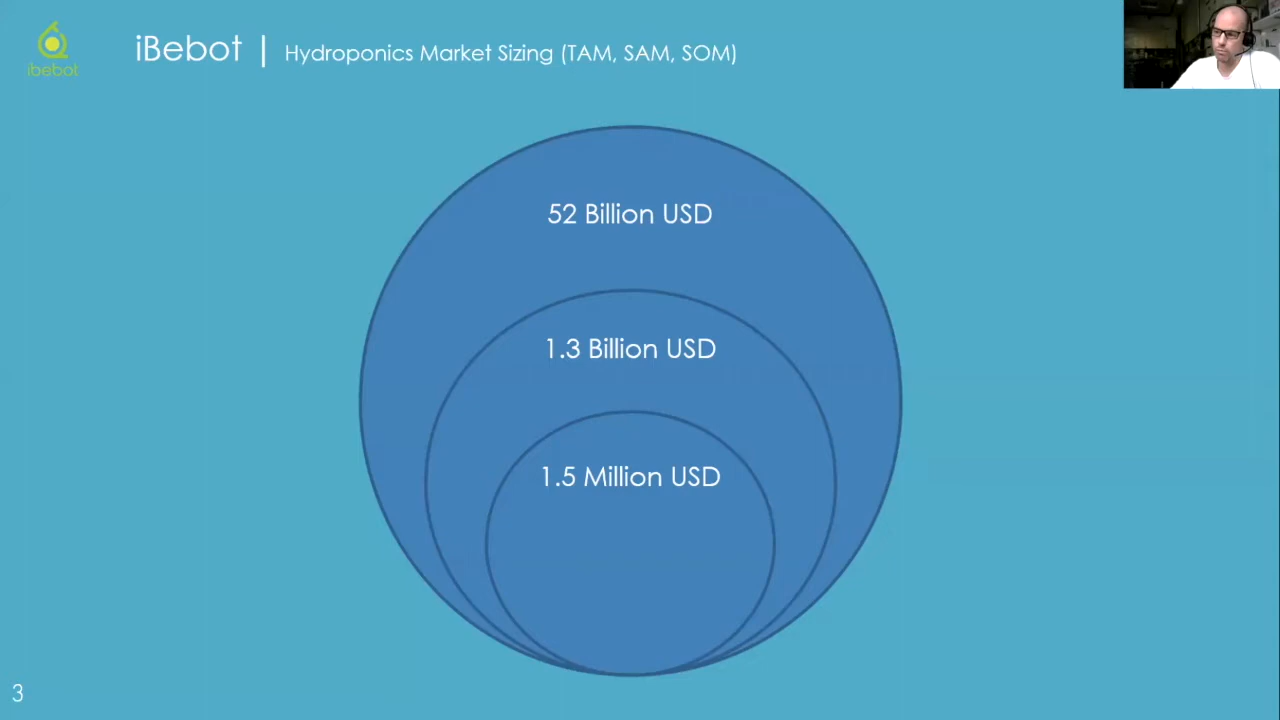 ibebot
iBebot | Hydroponics Market Sizing (TAM, SAM, SOM)
52 Billion USD
1.3 Billion USD
1.5 Million USD
3